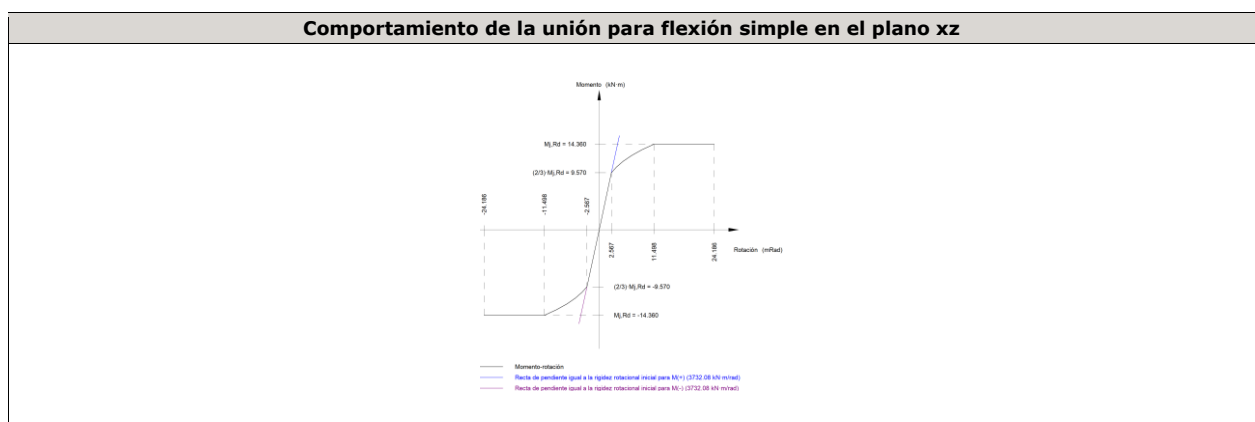 Comportamiento de la unión para flexión simple en el plano xz
Momento (kN·m)
Mj,Rd = 14.360
(2/3)·Mj,Rd = 9.570
-24.186
-11.498
-2.567
2.567
11.498
24.186
Rotación (mRad)
(2/3)·Mj,Rd = -9.570
Mj,Rd = -14.360
Momento-rotación
Recta de pendiente igual a la rigidez rotacional inicial para M(+) (3732.08 kN·m/rad)
Recta de pendiente igual a la rigidez rotacional inicial para M(-) (3732.08 kN·m/rad)